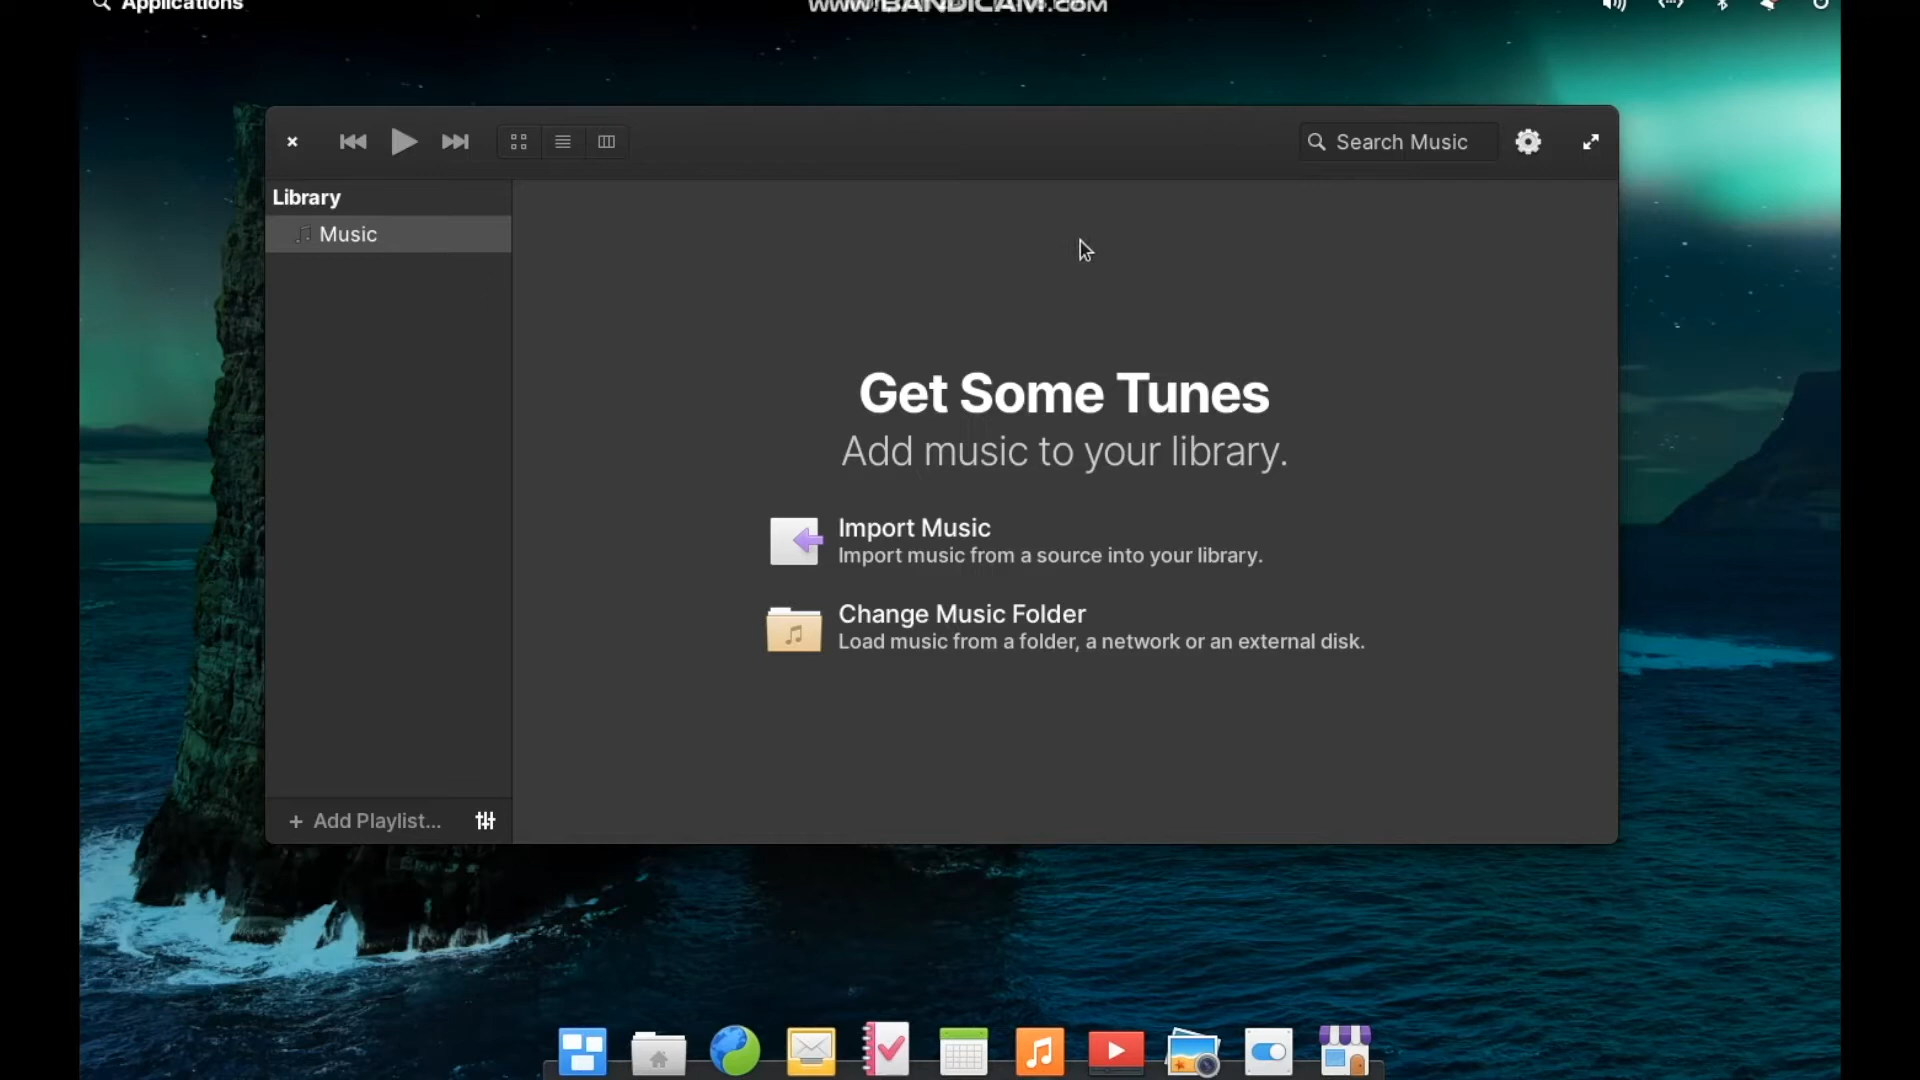 Applications
www.BANDICAM.com
Search Music
Library
Music
Get Some Tunes
Add music to your library.
Import Music
Import music from a source into your library.
Change Music Folder
Load music from a folder, a network or an external disk.
+ Add Playlist...